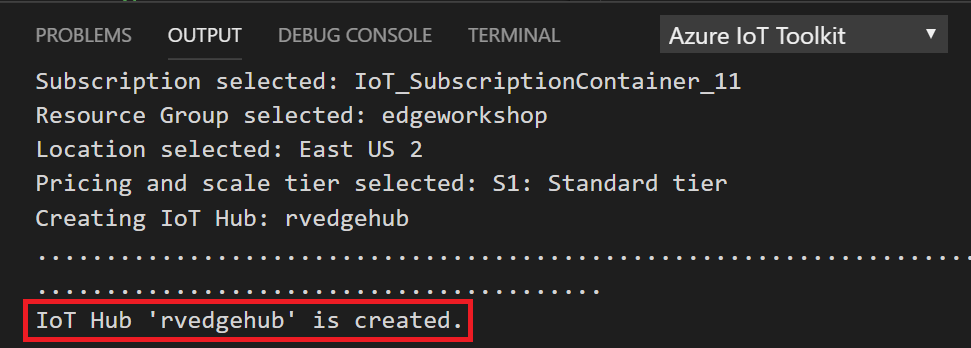 PROBLEMS OUTPUT DEBUG CONSOLE TERMINAL Azure IoT Toolkit
Subscription selected: IoT_SubscriptionContainer_11
Resource Group selected: edgeworkshop
Location selected: East US 2
Pricing and scale tier selected: S1: Standard tier
Creating IoT Hub: rvedgehub
....................................................................
.........................................
IoT Hub 'rvedgehub' is created.